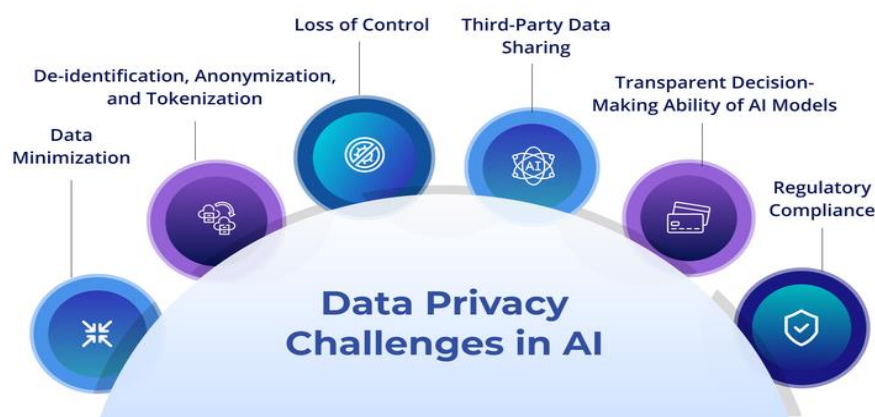 Loss of Control
Third-Party Data
Sharing
De-identification, Anonymization,
and Tokenization
Transparent Decision-
Making Ability of AI Models
Data
Minimization
Regulatory
Compliance
AI
Data Privacy
Challenges in AI